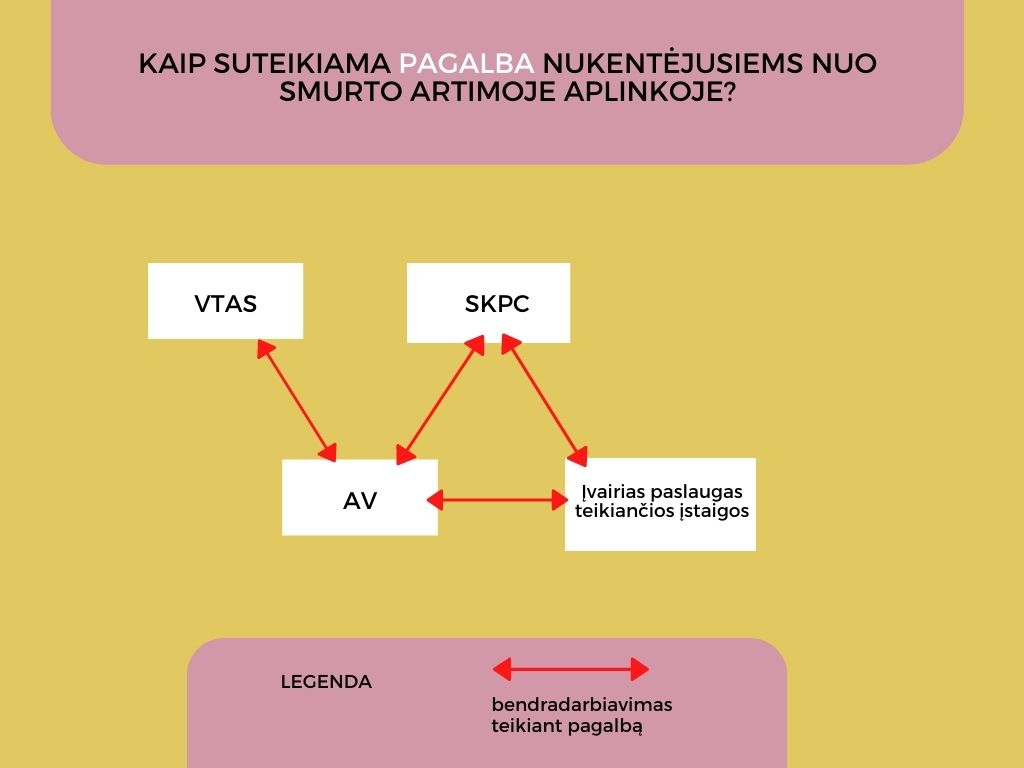 KAIP SUTEIKIAMA PAGALBA NUKENTĖJUSIEMS NUO
SMURTO ARTIMOJE APLINKOJE?
VTAS
SKPC
AV
Įvairias paslaugas
teikiančios įstaigos
LEGENDA
bendradarbiavimas
teikiant pagalbą